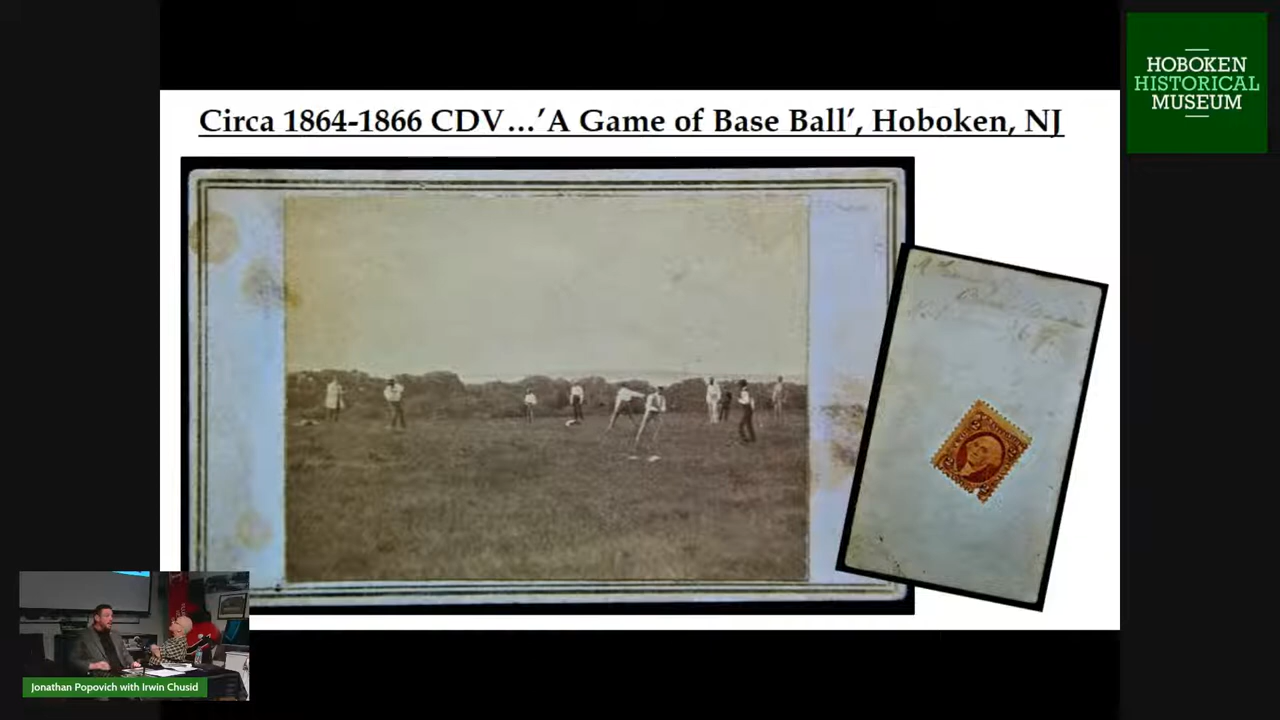 Circa 1864-1866 CDV...’A Game of Base Ball’, Hoboken, NJ
HOBOKEN
HISTORICAL
MUSEUM
Jonathan Popovich with Irwin Chusid